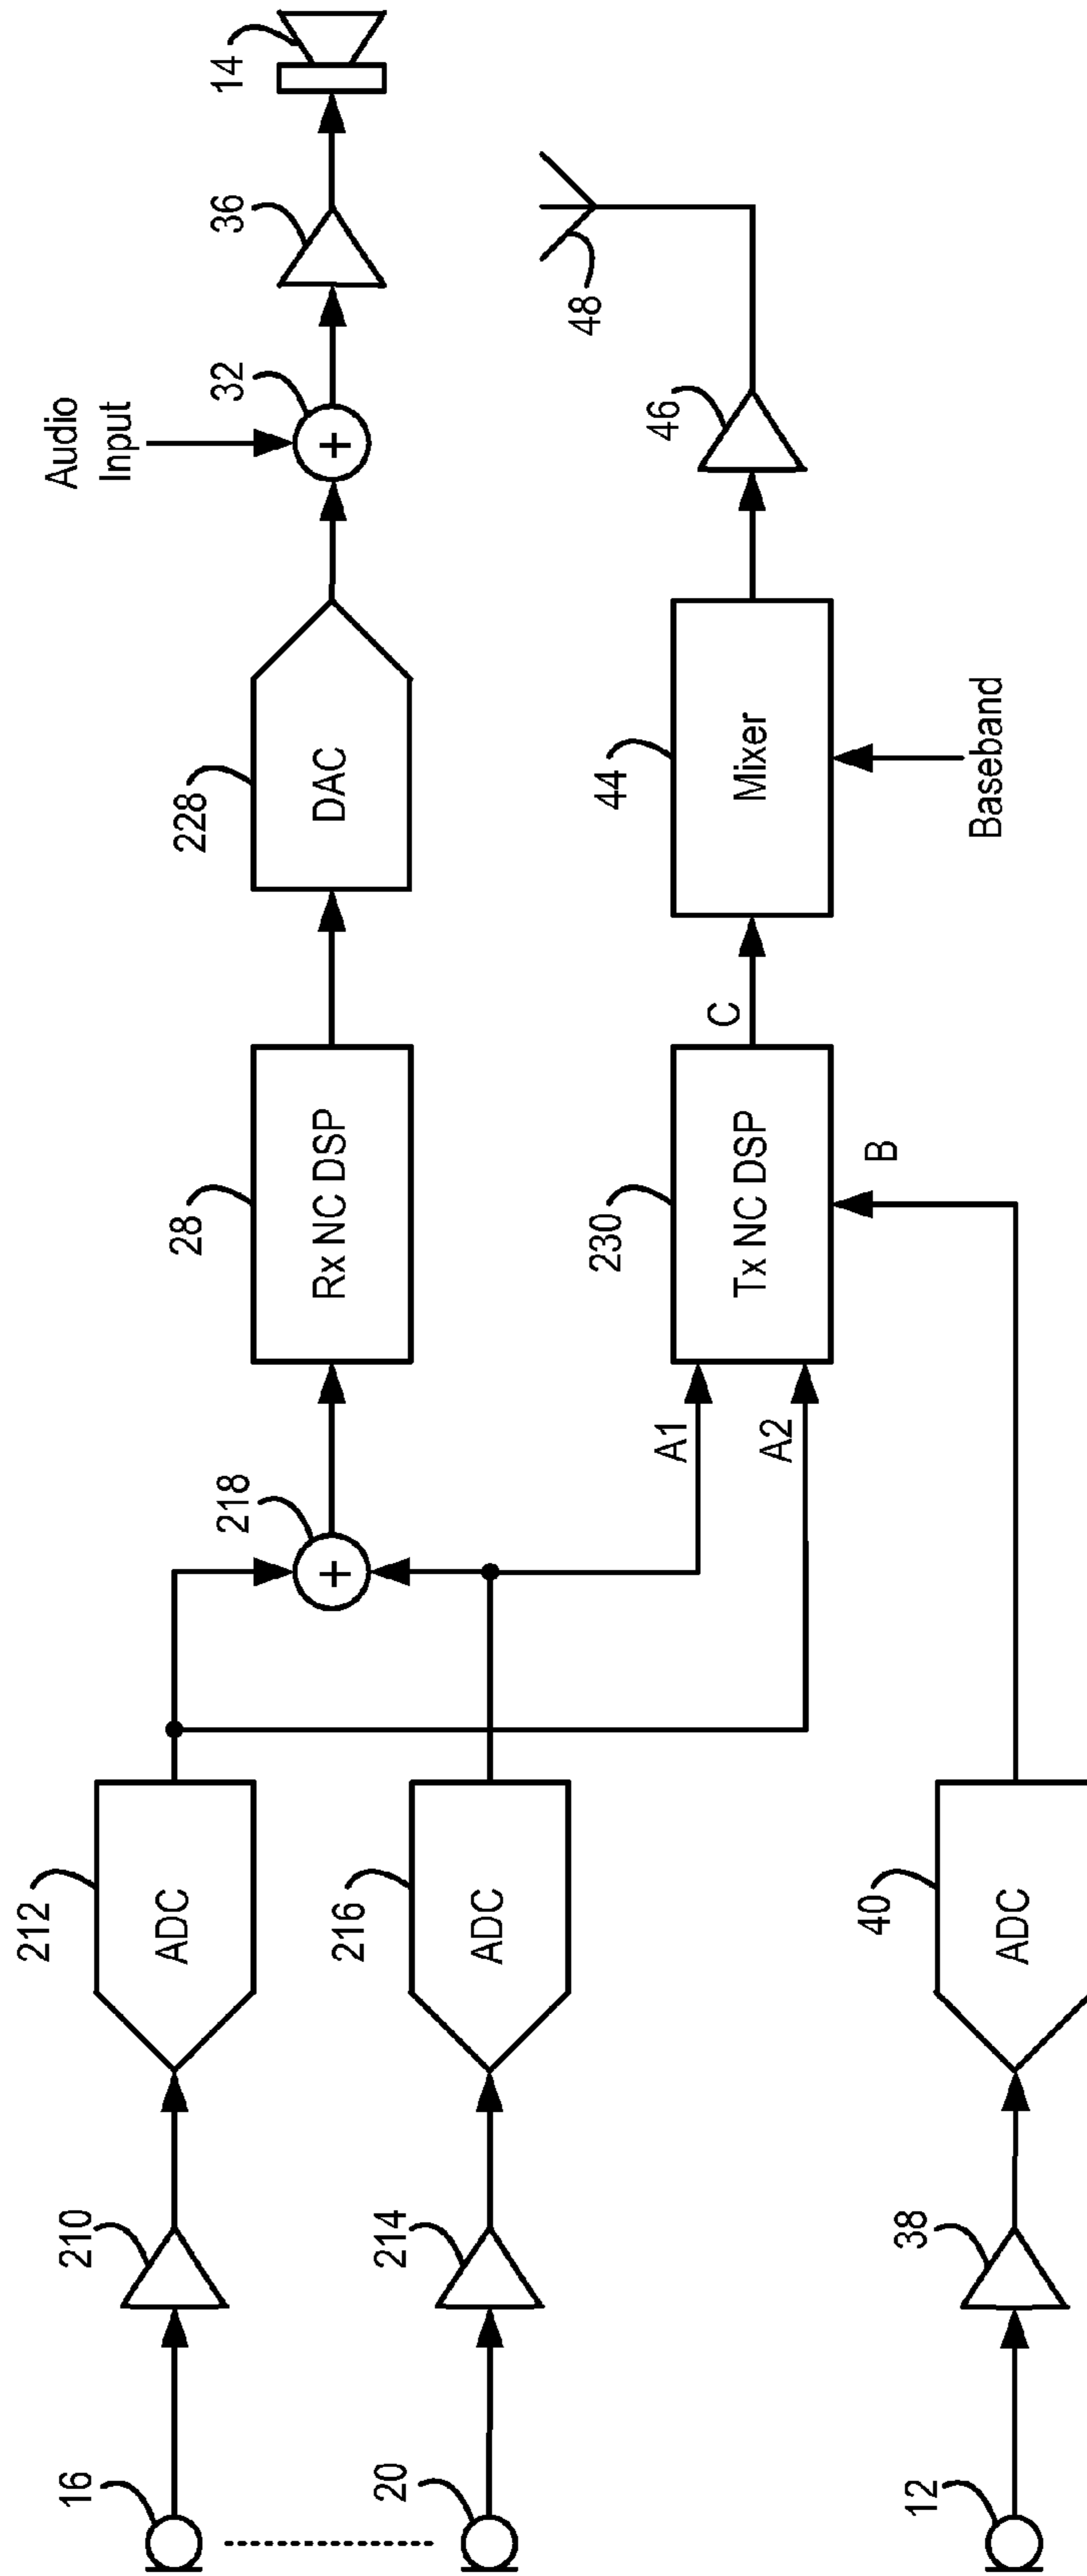 16
210
212
ADC
20
214
216
ADC
12
38
40
ADC
218
+
A1
A2
28
Rx NC DSP
230
Tx NC DSP
B
C
228
DAC
44
Mixer
Baseband
Audio
Input
32
+
36
14
46
48